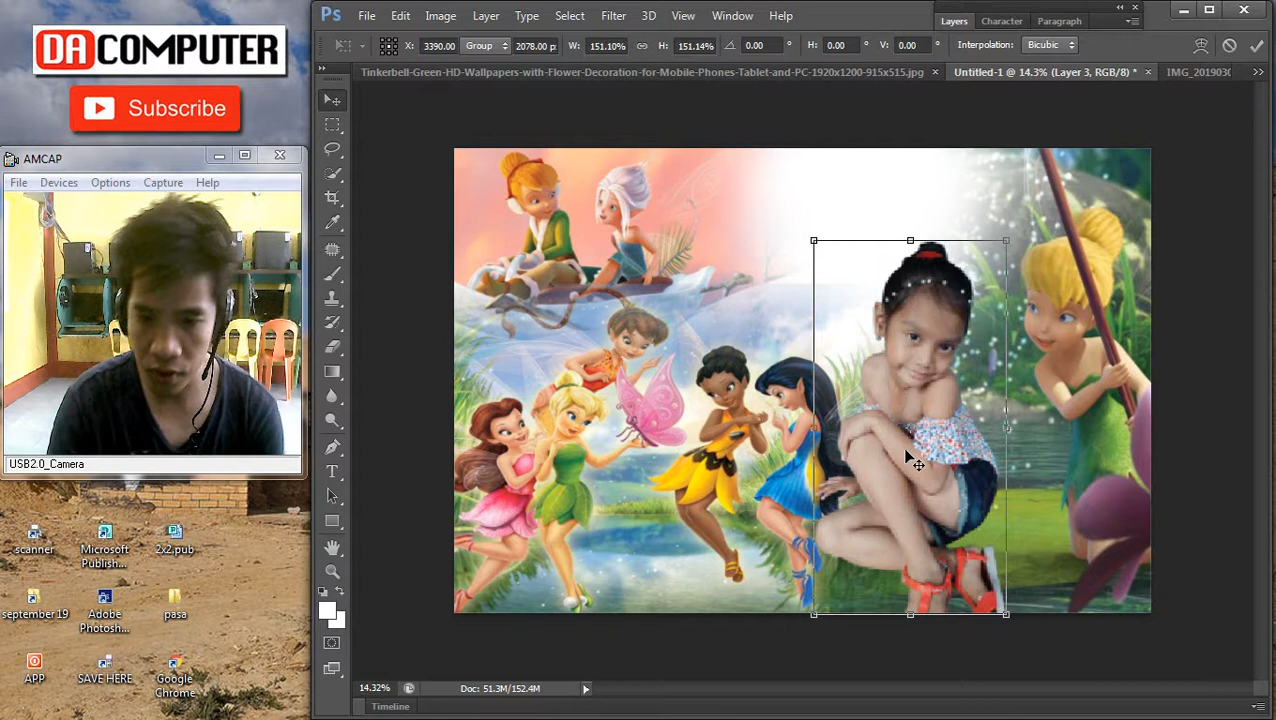 DACOMPUTER
Subscribe
AMCAP
File Devices Options Capture Help
USB2.0_Camera
scanner
Microsoft Publish...
2x2.pub
september 19
Adobe Photosh...
pasa
APP
SAVE HERE
Google Chrome
Ps File Edit Image Layer Type Select Filter 3D View Window Help
Layers Character Paragraph
X: 3390.00 Group 2078.00 p: W: 151.10% H: 151.14% 0.00 ° H: 0.00 ° V: 0.00 ° Interpolation: Bicubic
Tinkerbell-Green-HD-Wallpapers-with-Flower-Decoration-for-Mobile-Phones-Tablet-and-PC-1920x1200-915x515.jpg × Untitled-1 @ 14.3% (Layer 3, RGB/8) * × IMG_2019030
14.32% Doc: 51.3M/152.4M
Timeline